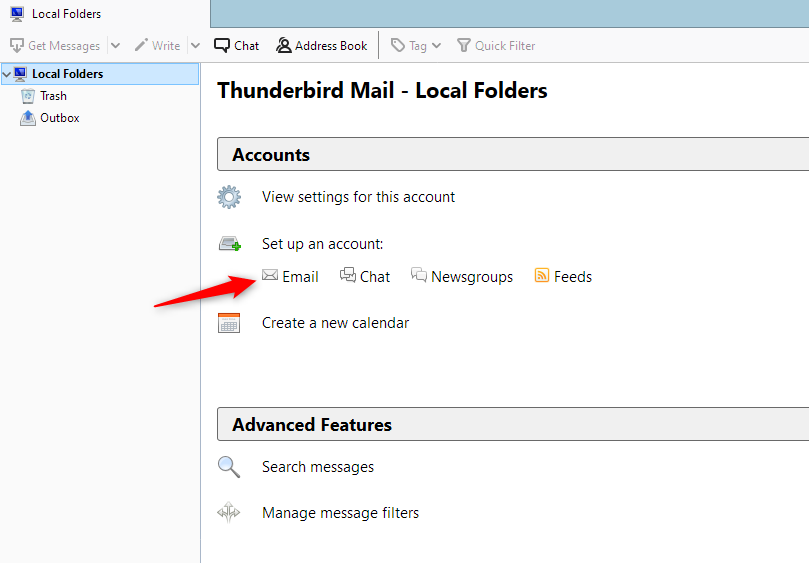 Local Folders
Get Messages Write Chat Address Book Tag Quick Filter
Local Folders
Trash
Outbox
Thunderbird Mail - Local Folders
Accounts
View settings for this account
Set up an account:
Email Chat Newsgroups Feeds
Create a new calendar
Advanced Features
Search messages
Manage message filters